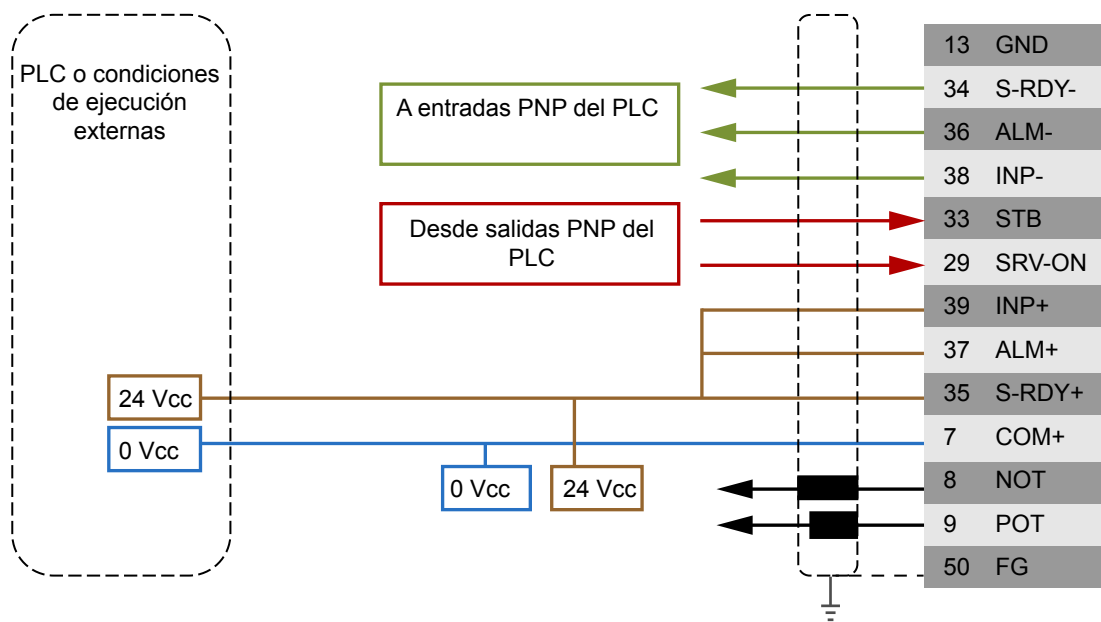 PLC o condiciones
de ejecución
externas
A entradas PNP del PLC
Desde salidas PNP del
PLC
24 Vcc
0 Vcc
0 Vcc
24 Vcc
13 GND
34 S-RDY-
36 ALM-
38 INP-
33 STB
29 SRV-ON
39 INP+
37 ALM+
35 S-RDY+
7 COM+
8 NOT
9 POT
50 FG